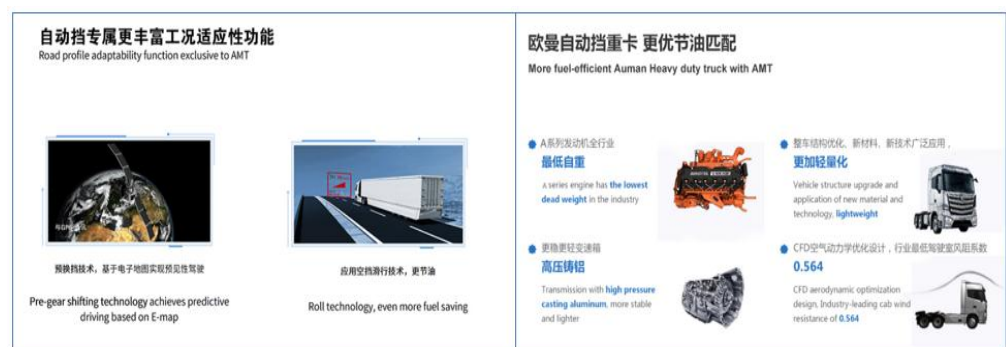 自动挡专属更丰富工况适应性功能
Road profile adaptability function exclusive to AMT
预换挡技术，基于电子地图实现预见性驾驶
Pre-gear shifting technology achieves predictive
driving based on E-map
应用空挡滑行技术，更节油
Roll technology, even more fuel saving
欧曼自动挡重卡 更优节油匹配
More fuel-efficient Auman Heavy duty truck with AMT
A系列发动机全行业
最低自重
A series engine has the lowest
dead weight in the industry
整车结构优化、新材料、新技术广泛应用，
更加轻量化
Vehicle structure upgrade and
application of new material and
technology, lightweight
更稳更轻变速箱
高压铸铝
Transmission with high pressure
casting aluminum, more stable
and lighter
CFD空气动力学优化设计，行业最低驾驶室风阻系数
0.564
CFD aerodynamic optimization
design, Industry-leading cab wind
resistance of 0.564